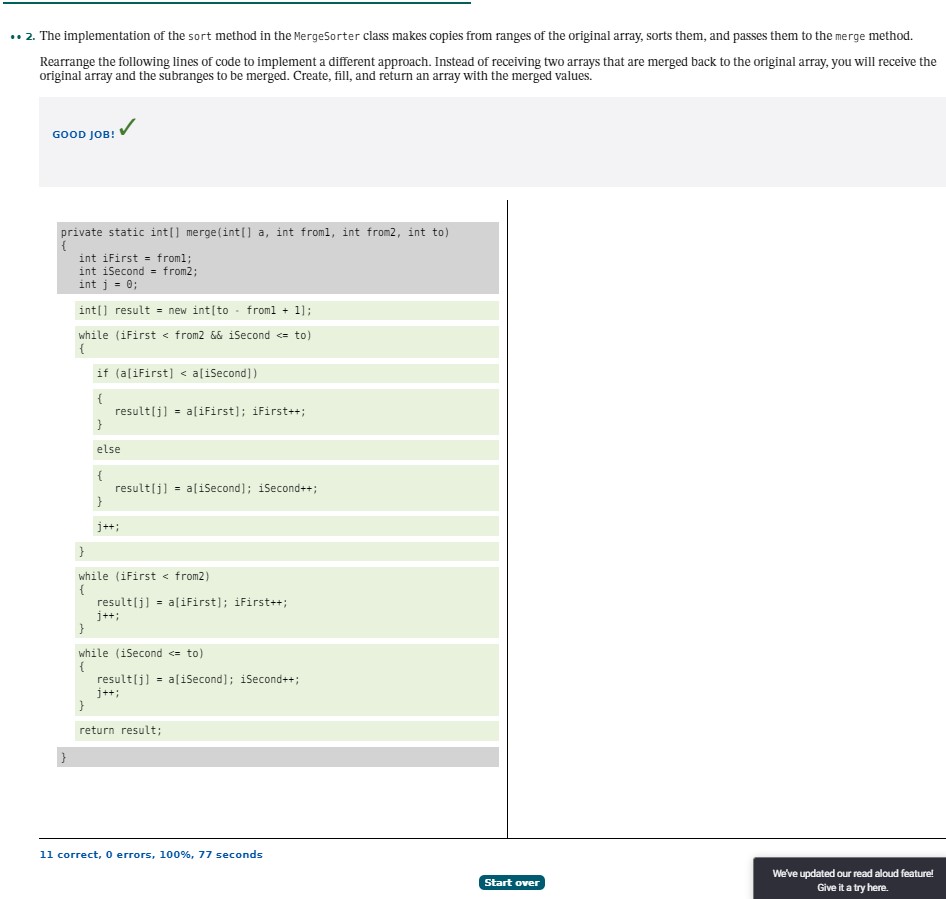 •• 2. The implementation of the sort method in the MergeSorter class makes copies from ranges of the original array, sorts them, and passes them to the merge method.
Rearrange the following lines of code to implement a different approach. Instead of receiving two arrays that are merged back to the original array, you will receive the
original array and the subranges to be merged. Create, fill, and return an array with the merged values.
GOOD JOB! ✓
private static int[] merge(int[] a, int from1, int from2, int to)
{
int iFirst = from1;
int iSecond = from2;
int j = 0;
int[] result = new int[to - from1 + 1];
while (iFirst < from2 && iSecond <= to)
{
if (a[iFirst] < a[iSecond])
{
result[j] = a[iFirst]; iFirst++;
}
else
{
result[j] = a[iSecond]; iSecond++;
}
j++;
}
while (iFirst < from2)
{
result[j] = a[iFirst]; iFirst++;
j++;
}
while (iSecond <= to)
{
result[j] = a[iSecond]; iSecond++;
j++;
}
return result;
}
11 correct, 0 errors, 100%, 77 seconds
Start over
We've updated our read aloud feature!
Give it a try here.